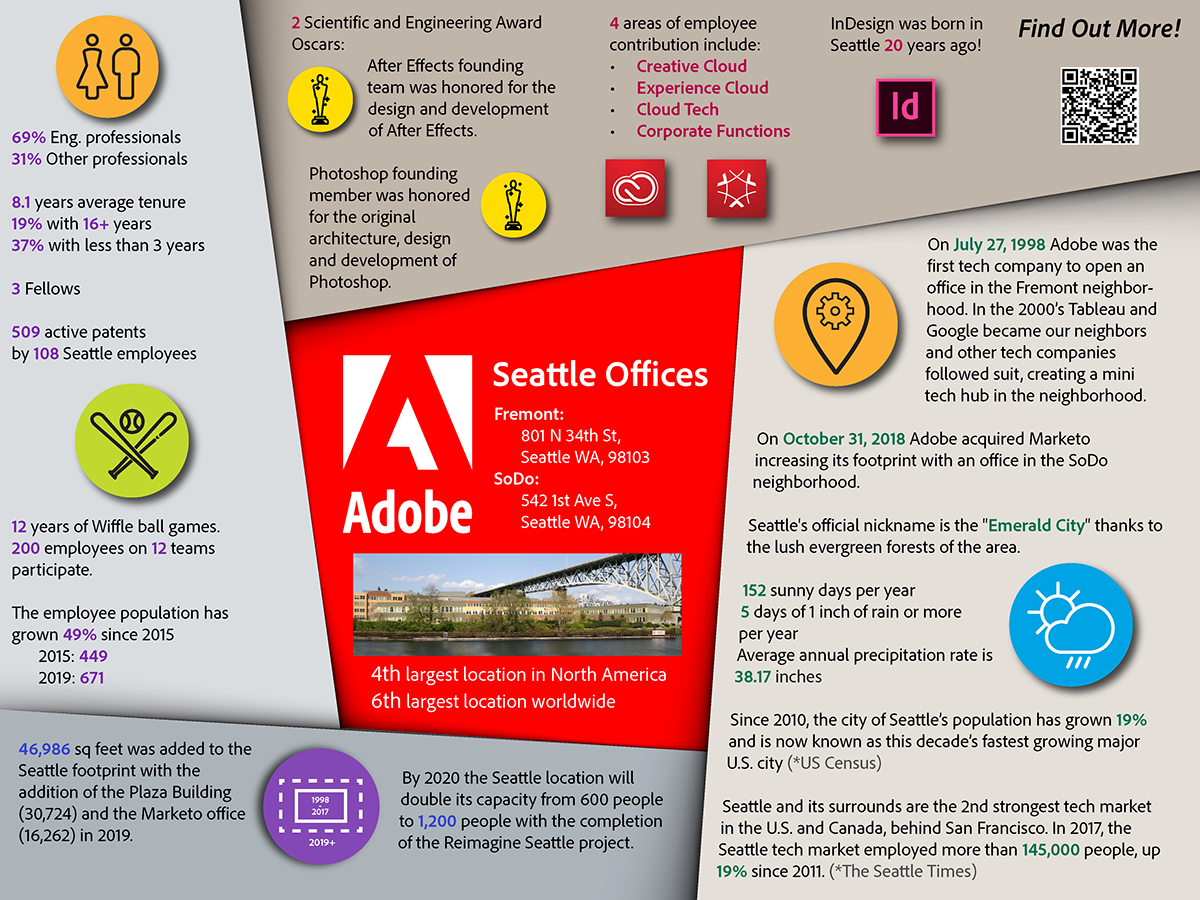 69% Eng. professionals
31% Other professionals
8.1 years average tenure
19% with 16+ years
37% with less than 3 years
3 Fellows
509 active patents
by 108 Seattle employees
12 years of Wiffle ball games.
200 employees on 12 teams
participate.
The employee population has
grown 49% since 2015
2015: 449
2019: 671
2 Scientific and Engineering Award
Oscars:
After Effects founding
team was honored for the
design and development
of After Effects.
Photoshop founding
member was honored
for the original
architecture, design
and development of
Photoshop.
4 areas of employee
contribution include:
• Creative Cloud
• Experience Cloud
• Cloud Tech
• Corporate Functions
InDesign was born in
Seattle 20 years ago!
Id
Find Out More!
Adobe
Seattle Offices
Fremont:
801 N 34th St,
Seattle WA, 98103
SoDo:
542 1st Ave S,
Seattle WA, 98104
4th largest location in North America
6th largest location worldwide
On July 27, 1998 Adobe was the
first tech company to open an
office in the Fremont neighbor-
hood. In the 2000's Tableau and
Google became our neighbors
and other tech companies
followed suit, creating a mini
tech hub in the neighborhood.
On October 31, 2018 Adobe acquired Marketo
increasing its footprint with an office in the SoDo
neighborhood.
Seattle's official nickname is the "Emerald City" thanks to
the lush evergreen forests of the area.
152 sunny days per year
5 days of 1 inch of rain or more
per year
Average annual precipitation rate is
38.17 inches
Since 2010, the city of Seattle's population has grown 19%
and is now known as this decade's fastest growing major
U.S. city (*US Census)
Seattle and its surrounds are the 2nd strongest tech market
in the U.S. and Canada, behind San Francisco. In 2017, the
Seattle tech market employed more than 145,000 people, up
19% since 2011. (*The Seattle Times)
46,986 sq feet was added to the
Seattle footprint with the
addition of the Plaza Building
(30,724) and the Marketo office
(16,262) in 2019.
1998
-
2017
2019+
By 2020 the Seattle location will
double its capacity from 600 people
to 1,200 people with the completion
of the Reimagine Seattle project.